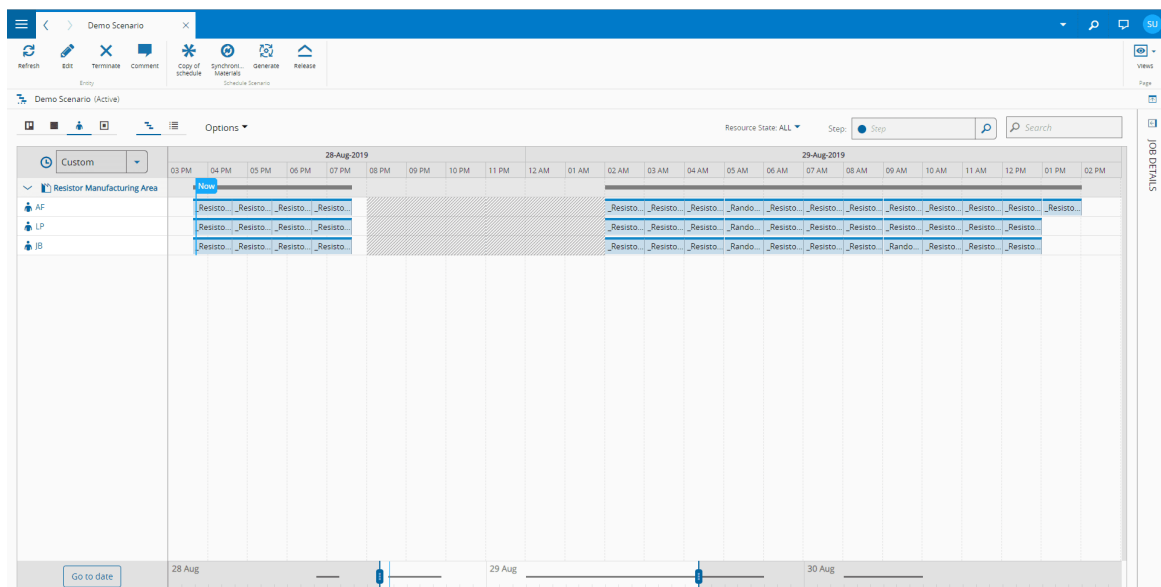 Demo Scenario
SU
Refresh Edit Terminate Comment Copy of schedule Synchroni... Materials Generate Release Views
Entity Schedule Scenario Page
Demo Scenario (Active)
Options Resource State: ALL Step: Step Search
JOB DETAILS
Custom
28-Aug-2019 29-Aug-2019
03 PM 04 PM 05 PM 06 PM 07 PM 08 PM 09 PM 10 PM 11 PM 12 AM 01 AM 02 AM 03 AM 04 AM 05 AM 06 AM 07 AM 08 AM 09 AM 10 AM 11 AM 12 PM 01 PM 02 PM
Resistor Manufacturing Area Now
AF _Resisto... _Resisto... _Resisto... _Resisto... _Resisto... _Resisto... _Resisto... _Rando... _Resisto... _Resisto... _Resisto... _Resisto... _Resisto... _Resisto... _Resisto... _Resisto...
LP _Resisto... _Resisto... _Resisto... _Resisto... _Resisto... _Resisto... _Resisto... _Rando... _Resisto... _Resisto... _Resisto... _Resisto... _Resisto... _Resisto... _Resisto...
JB _Resisto... _Resisto... _Resisto... _Resisto... _Resisto... _Resisto... _Resisto... _Rando... _Resisto... _Resisto... _Resisto... _Rando... _Resisto... _Resisto... _Resisto...
Go to date 28 Aug 29 Aug 30 Aug